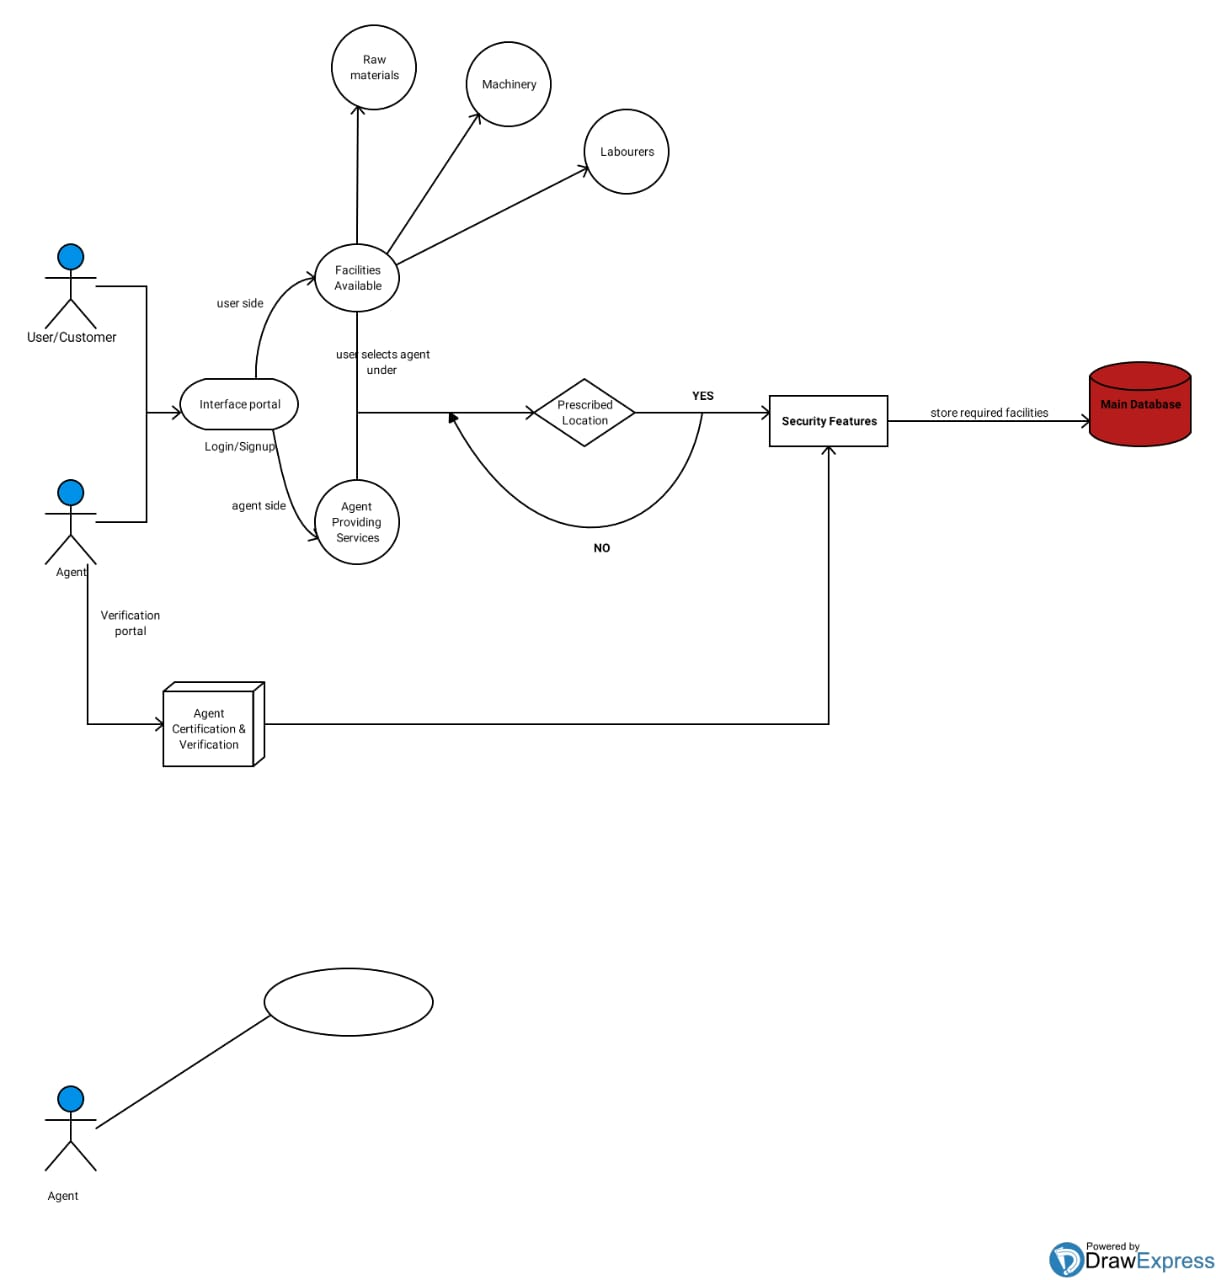 Raw
materials
Machinery
Labourers
Facilities
Available
user side
User/Customer
user selects agent
under
Interface portal
Login/Signup
Prescribed
Location
YES
Security Features
store required facilities
Main Database
agent side
Agent
Providing
Services
NO
Agent
Verification
portal
Agent
Certification &
Verification
Agent
Powered by
DrawExpress